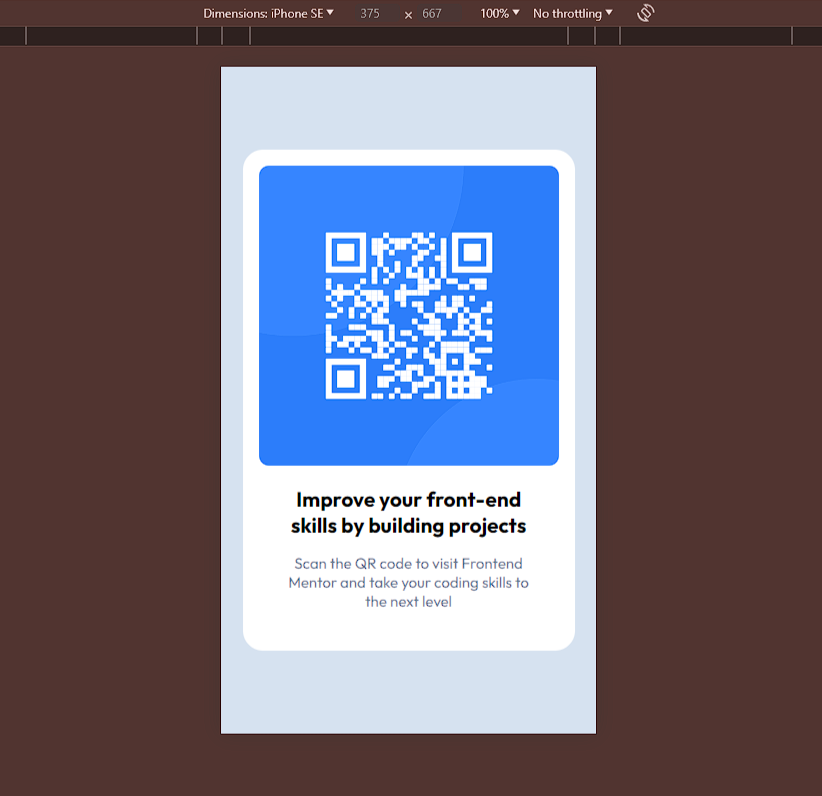 Dimensions: iPhone SE 375 × 667 100% No throttling
Improve your front-end
skills by building projects
Scan the QR code to visit Frontend
Mentor and take your coding skills to
the next level